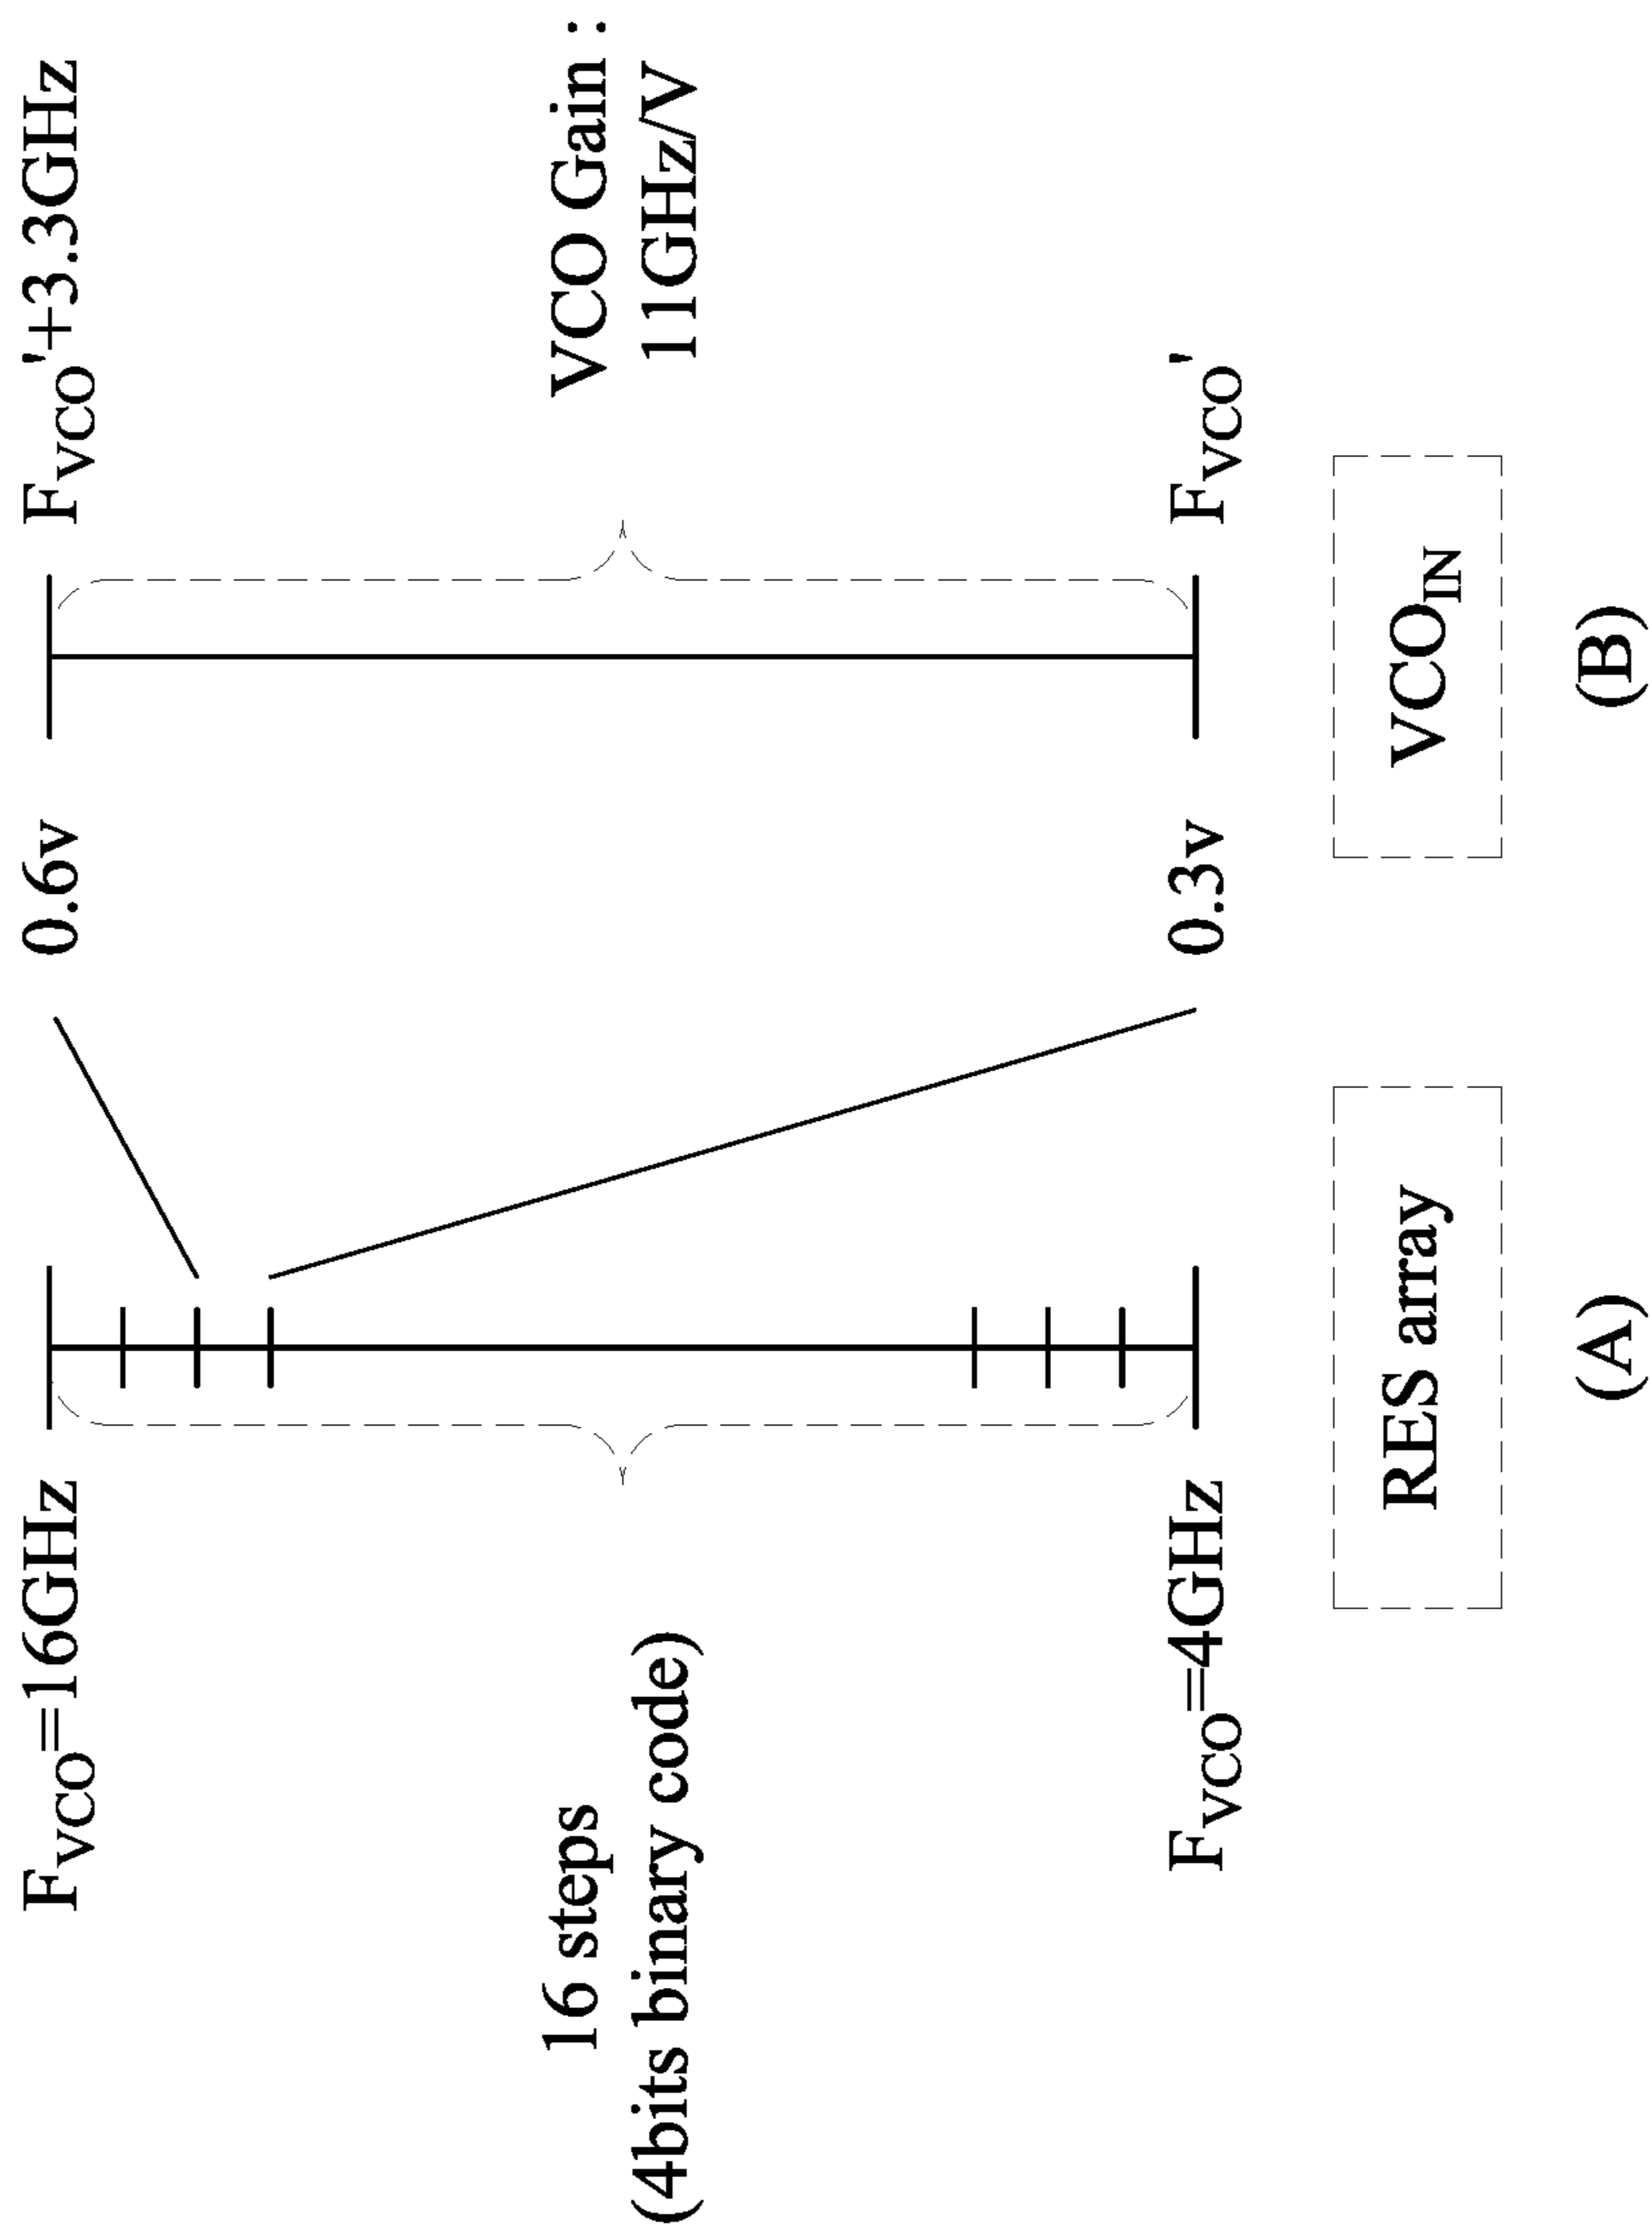 F_VCO=16GHz
0.6v
F_VCO'+3.3GHz
16 steps
(4bits binary code)
VCO Gain :
11GHz/V
F_VCO=4GHz
0.3v
F_VCO'
RES array
VCO_IN
(A)
(B)